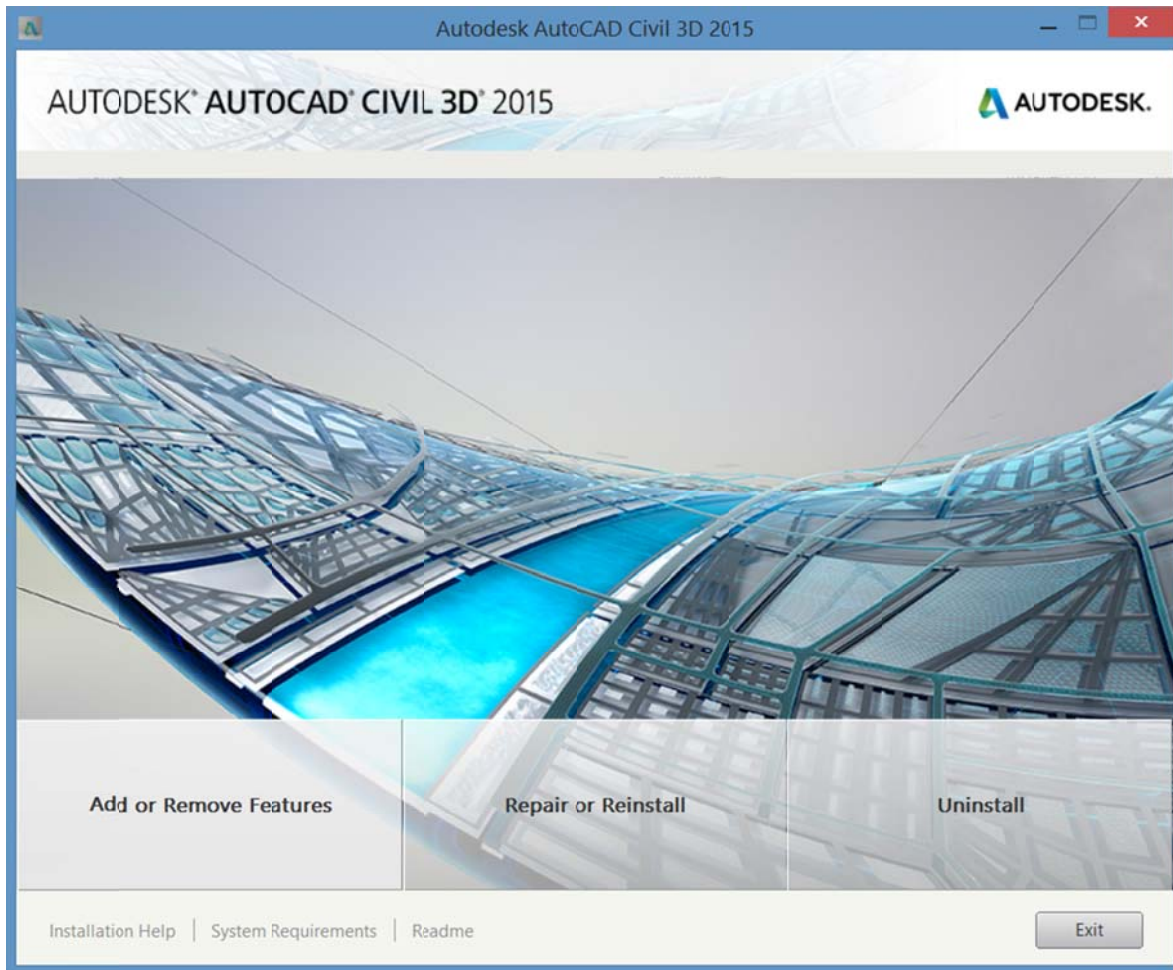 Autodesk AutoCAD Civil 3D 2015
AUTODESK® AUTOCAD® CIVIL 3D® 2015
AUTODESK.
Add or Remove Features
Repair or Reinstall
Uninstall
Installation Help | System Requirements | Readme
Exit